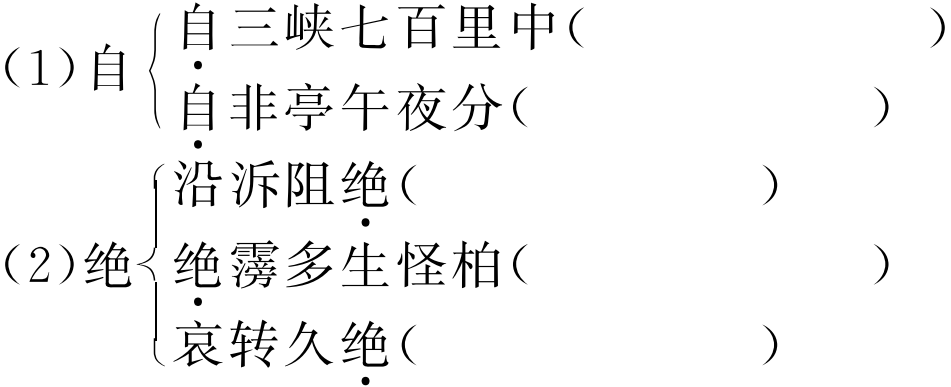 (1)自
自三峡七百里中(　　　)
自非亭午夜分(　　　)
(2)绝
沿泝阻绝(　　　)
绝𪩘多生怪柏(　　　)
哀转久绝(　　　)